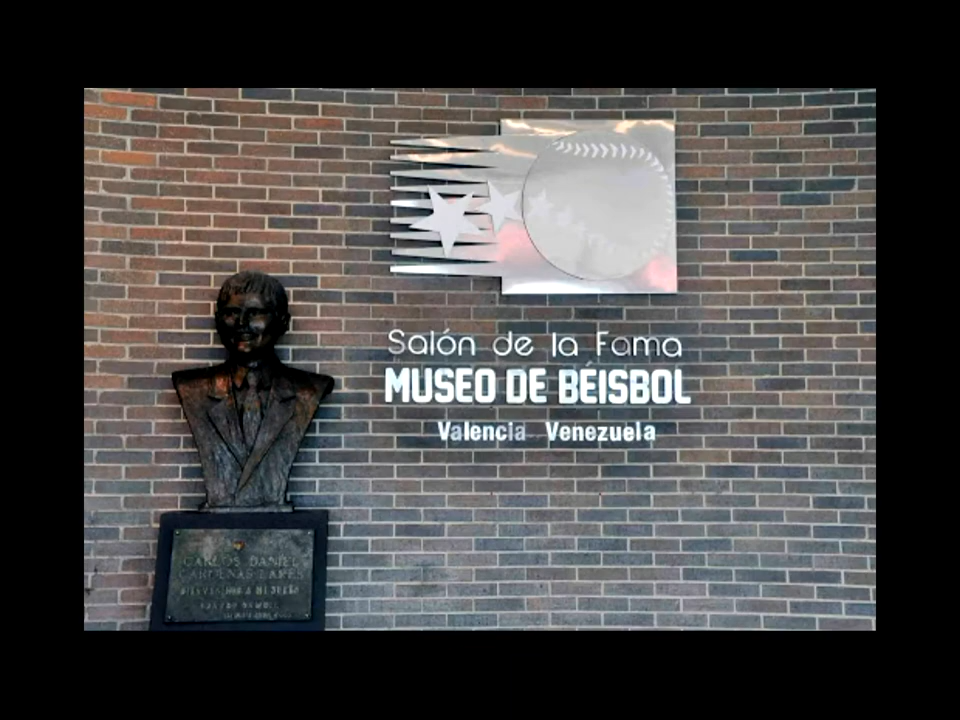 Salón de la Fama
MUSEO DE BÉISBOL
Valencia Venezuela
CARLOS DANIEL
CARDENAS LARES